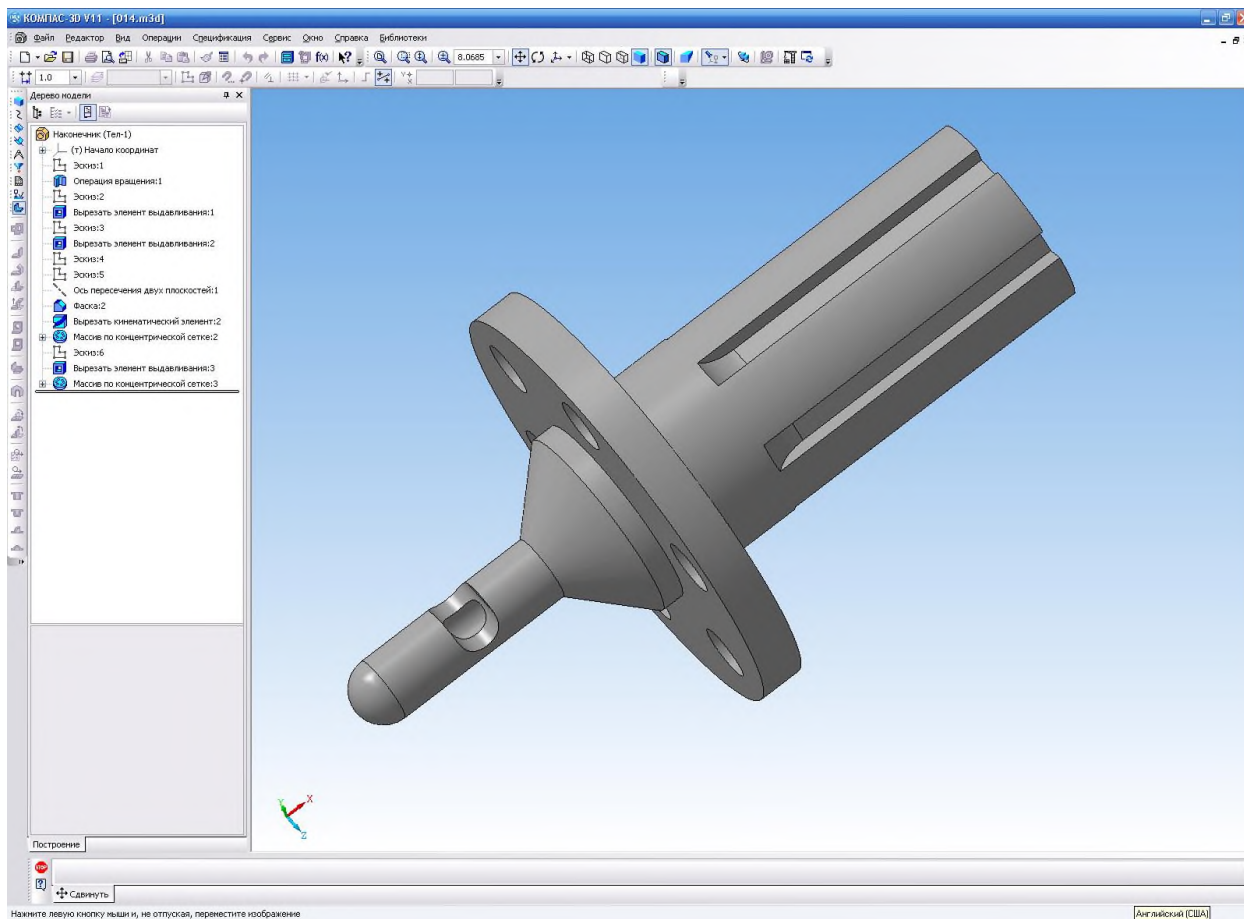 КОМПАС-3D V11 - [014.m3d]
Файл Редактор Вид Операции Спецификация Сервис Окно Справка Библиотеки
f(x) 8.0685
1.0
Дерево модели
Наконечник (Тел-1)
(т) Начало координат
Эскиз:1
Операция вращения:1
Эскиз:2
Вырезать элемент выдавливания:1
Эскиз:3
Вырезать элемент выдавливания:2
Эскиз:4
Эскиз:5
Ось пересечения двух плоскостей:1
Фаска:2
Вырезать кинематический элемент:2
Массив по концентрической сетке:2
Эскиз:6
Вырезать элемент выдавливания:3
Массив по концентрической сетке:3
Y X
Z
Построение
STOP
Сдвинуть
Нажмите левую кнопку мыши и, не отпуская, переместите изображение
Английский (США)